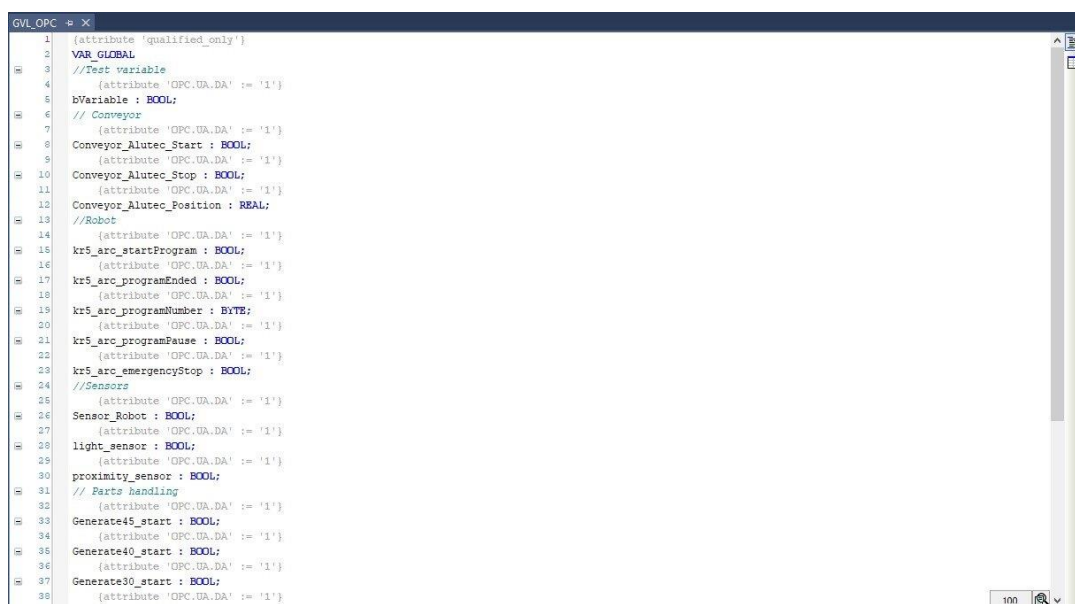 GVL_OPC
1 {attribute 'qualified_only'}
2 VAR_GLOBAL
3 //Test variable
4 {attribute 'OPC.UA.DA' := '1'}
5 bVariable : BOOL;
6 // Conveyor
7 {attribute 'OPC.UA.DA' := '1'}
8 Conveyor_Alutec_Start : BOOL;
9 {attribute 'OPC.UA.DA' := '1'}
10 Conveyor_Alutec_Stop : BOOL;
11 {attribute 'OPC.UA.DA' := '1'}
12 Conveyor_Alutec_Position : REAL;
13 //Robot
14 {attribute 'OPC.UA.DA' := '1'}
15 kr5_arc_startProgram : BOOL;
16 {attribute 'OPC.UA.DA' := '1'}
17 kr5_arc_programEnded : BOOL;
18 {attribute 'OPC.UA.DA' := '1'}
19 kr5_arc_programNumber : BYTE;
20 {attribute 'OPC.UA.DA' := '1'}
21 kr5_arc_programPause : BOOL;
22 {attribute 'OPC.UA.DA' := '1'}
23 kr5_arc_emergencyStop : BOOL;
24 //Sensors
25 {attribute 'OPC.UA.DA' := '1'}
26 Sensor_Robot : BOOL;
27 {attribute 'OPC.UA.DA' := '1'}
28 light_sensor : BOOL;
29 {attribute 'OPC.UA.DA' := '1'}
30 proximity_sensor : BOOL;
31 // Parts handling
32 {attribute 'OPC.UA.DA' := '1'}
33 Generate45_start : BOOL;
34 {attribute 'OPC.UA.DA' := '1'}
35 Generate40_start : BOOL;
36 {attribute 'OPC.UA.DA' := '1'}
37 Generate30_start : BOOL;
38 {attribute 'OPC.UA.DA' := '1'}
100